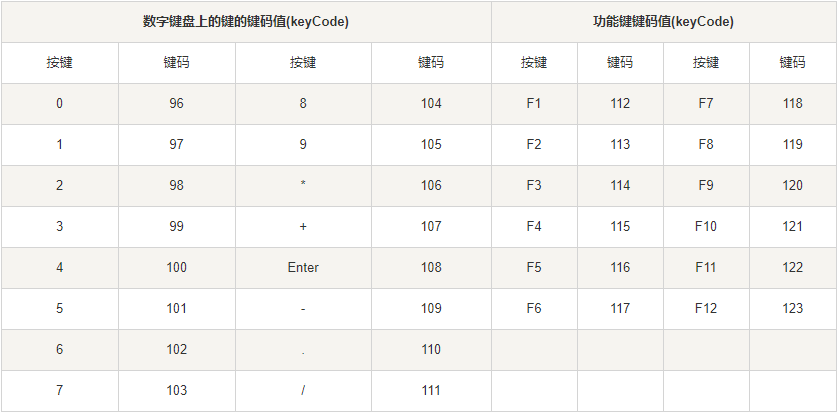 数字键盘上的键的键码值(keyCode) 功能键键码值(keyCode)
按键 键码 按键 键码 按键 键码 按键 键码
0 96 8 104 F1 112 F7 118
1 97 9 105 F2 113 F8 119
2 98 * 106 F3 114 F9 120
3 99 + 107 F4 115 F10 121
4 100 Enter 108 F5 116 F11 122
5 101 - 109 F6 117 F12 123
6 102 . 110
7 103 / 111